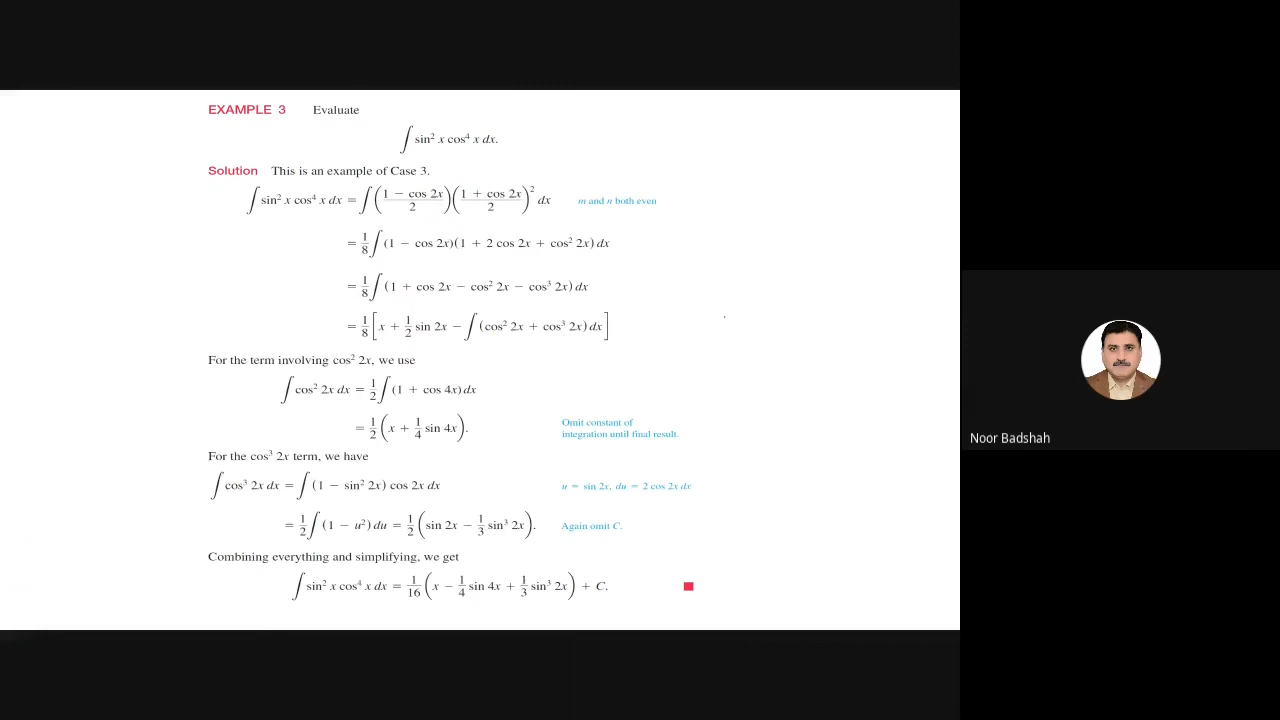 EXAMPLE 3 Evaluate
∫ sin² x cos⁴ x dx.
Solution This is an example of Case 3.
∫ sin² x cos⁴ x dx = ∫ ((1 − cos 2x)/2)((1 + cos 2x)/2)² dx m and n both even
= 1/8 ∫ (1 − cos 2x)(1 + 2 cos 2x + cos² 2x) dx
= 1/8 ∫ (1 + cos 2x − cos² 2x − cos³ 2x) dx
= 1/8 [x + 1/2 sin 2x − ∫ (cos² 2x + cos³ 2x) dx]
For the term involving cos² 2x, we use
∫ cos² 2x dx = 1/2 ∫ (1 + cos 4x) dx
= 1/2 (x + 1/4 sin 4x). Omit constant of
integration until final result.
For the cos³ 2x term, we have
∫ cos³ 2x dx = ∫ (1 − sin² 2x) cos 2x dx u = sin 2x, du = 2 cos 2x dx
= 1/2 ∫ (1 − u²) du = 1/2 (sin 2x − 1/3 sin³ 2x). Again omit C.
Combining everything and simplifying, we get
∫ sin² x cos⁴ x dx = 1/16 (x − 1/4 sin 4x + 1/3 sin³ 2x) + C.
Noor Badshah